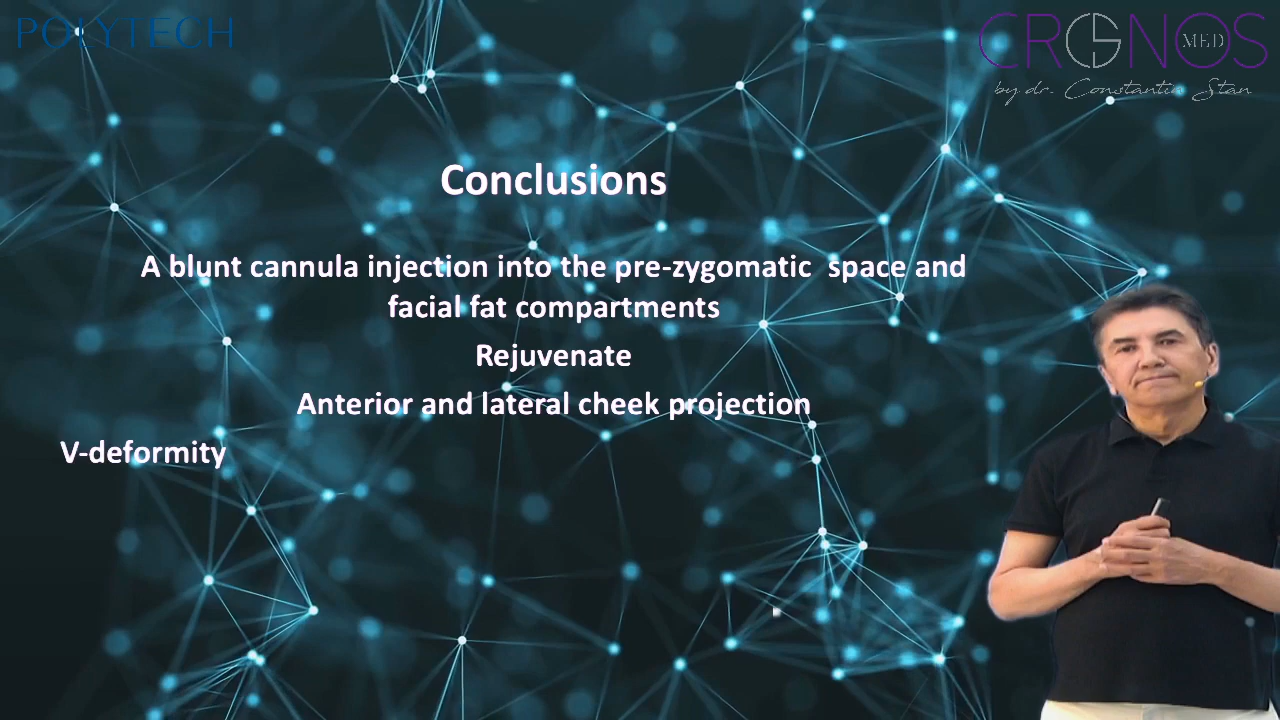 POLYTECH
CRONOS MED
by dr. Constantin Stan
Conclusions
A blunt cannula injection into the pre-zygomatic space and
facial fat compartments
Rejuvenate
Anterior and lateral cheek projection
V-deformity